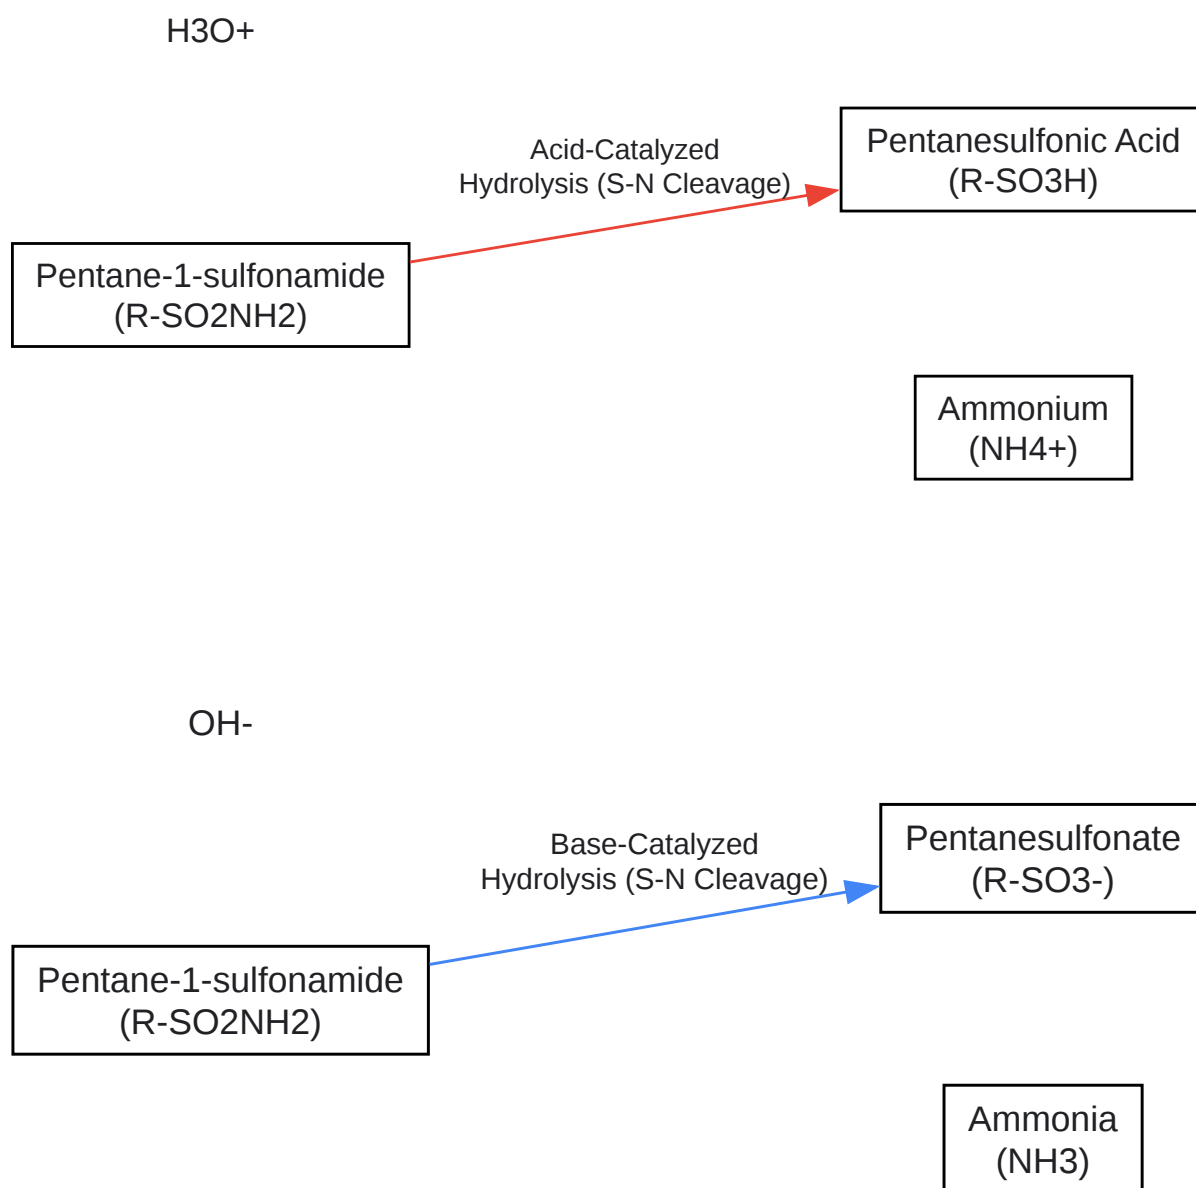 H3O+
Acid-Catalyzed
Hydrolysis (S-N Cleavage)
Pentanesulfonic Acid
(R-SO3H)
Pentane-1-sulfonamide
(R-SO2NH2)
Ammonium
(NH4+)
OH-
Base-Catalyzed
Hydrolysis (S-N Cleavage)
Pentanesulfonate
(R-SO3-)
Pentane-1-sulfonamide
(R-SO2NH2)
Ammonia
(NH3)